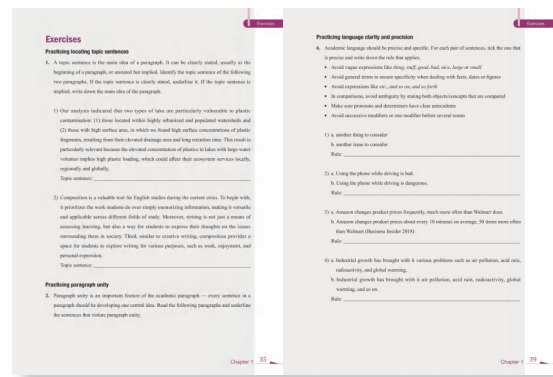 Exercises
Exercises
Practicing locating topic sentences
1. A topic sentence is the main idea of a paragraph. It can be clearly stated, usually at the
beginning of a paragraph, or unstated but implied. Identify the topic sentence of the following
two paragraphs. If the topic sentence is clearly stated, underline it. If the topic sentence is
implied, write down the main idea of the paragraph.
1) Our analysis indicated that two types of lake are particularly vulnerable to plastic
contamination: (1) those located within highly urbanized and populated watersheds and
(2) those with high surface area, in which we found high surface concentrations of plastic
fragments, resulting from their elevated drainage area and long retention time. This result is
particularly relevant because the elevated concentration of plastics in lakes with large water
volumes implies high plastic loading, which could affect their ecosystem services locally,
regionally and globally.
Topic sentence:
2) Composition is a valuable tool for English studies during the current crisis. To begin with,
it prioritizes the work students do over simply memorizing information, making it versatile
and applicable across different fields of study. Moreover, writing is not just a means of
assessing learning, but also a way for students to express their thoughts on the issues
surrounding them in society. Third, similar to creative writing, composition provides a
space for students to explore writing for various purposes, such as work, enjoyment, and
personal expression.
Topic sentence:
Practicing paragraph unity
2. Paragraph unity is an important feature of the academic paragraph — every sentence in a
paragraph should be developing one central idea. Read the following paragraphs and underline
the sentences that violate paragraph unity.
Chapter 1 35
Exercises
Practicing language clarity and precision
6. Academic language should be precise and specific. For each pair of sentences, tick the one that
is precise and write down the rule that applies.
• Avoid vague expressions like thing, stuff, good, bad, nice, large or small
• Avoid general terms to ensure specificity when dealing with facts, dates or figures
• Avoid expressions like etc., and so on, and so forth
• In comparisons, avoid ambiguity by stating both objects/concepts that are compared
• Make sure pronouns and determiners have clear antecedents
• Avoid successive modifiers or one modifier before several nouns
1) a. another thing to consider
b. another issue to consider
Rule:
2) a. Using the phone while driving is bad.
b. Using the phone while driving is dangerous.
Rule:
3) a. Amazon changes product prices frequently, much more often than Walmart does.
b. Amazon changes product prices about every 10 minutes on average, 50 times more often
than Walmart (Business Insider 2018).
Rule:
4) a. Industrial growth has brought with it various problems such as air pollution, acid rain,
radioactivity, and global warming.
b. Industrial growth has brought with it air pollution, acid rain, radioactivity, global
warming, and so on.
Rule:
Chapter 1 39